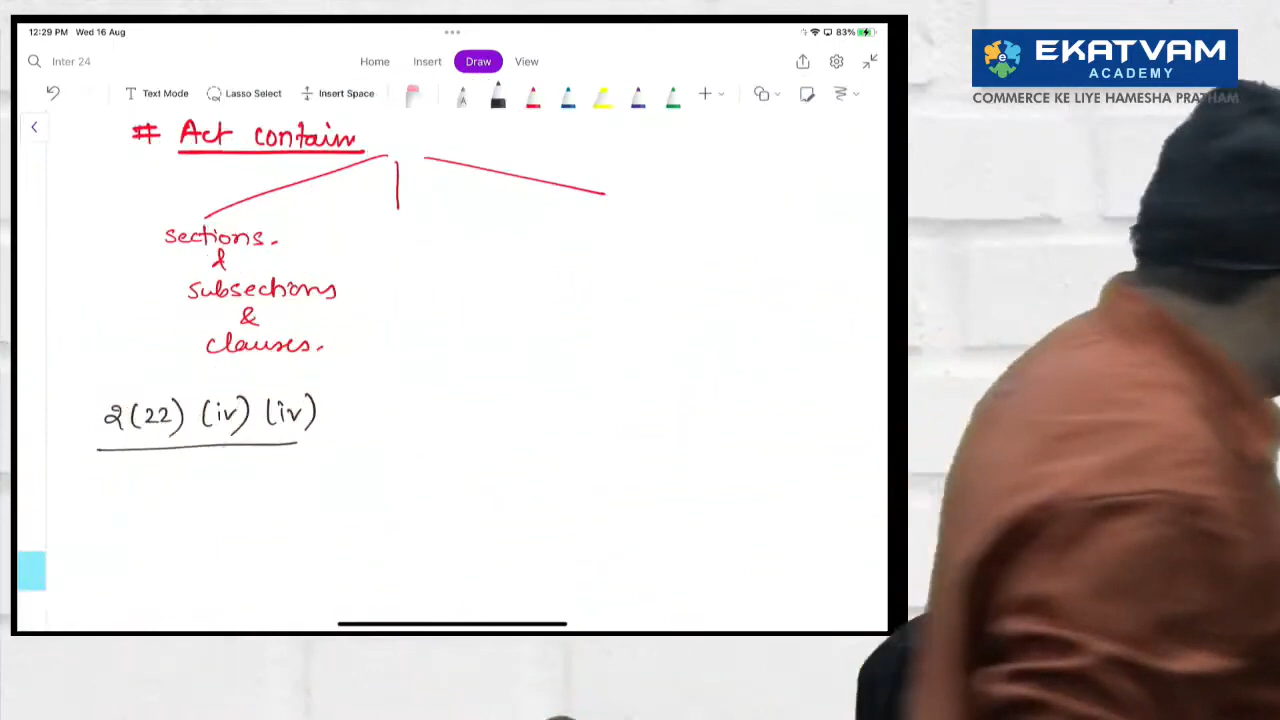 12:29 PM Wed 16 Aug
83%
Inter 24
Home Insert Draw View
Text Mode Lasso Select Insert Space
# Act contain
sections.
&
subsections
&
clauses.
2(22) (iv) (iv)
EKATVAM
ACADEMY
COMMERCE KE LIYE HAMESHA PRATHAM